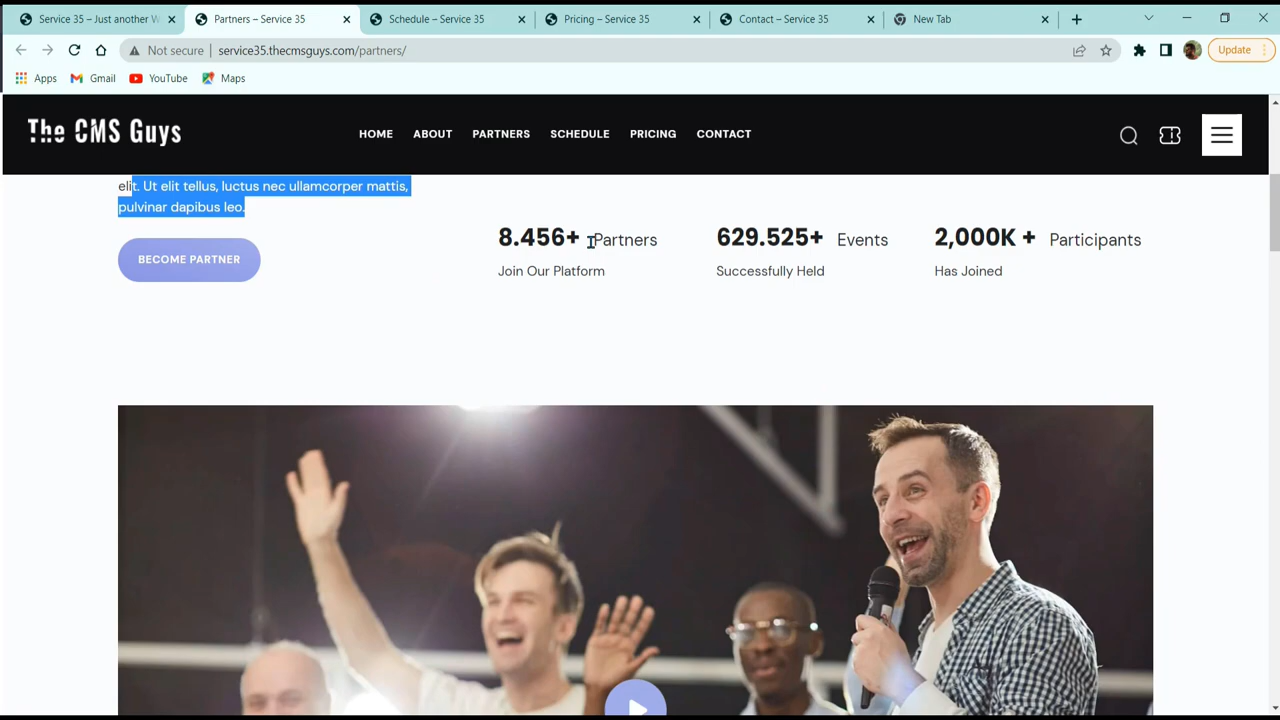 Service 35 – Just another W
Partners – Service 35
Schedule – Service 35
Pricing – Service 35
Contact – Service 35
New Tab
Not secure
service35.thecmsguys.com/partners/
Update
Apps
Gmail
YouTube
Maps
The CMS Guys
HOME
ABOUT
PARTNERS
SCHEDULE
PRICING
CONTACT
elit. Ut elit tellus, luctus nec ullamcorper mattis,
pulvinar dapibus leo.
BECOME PARTNER
8.456+ Partners
Join Our Platform
629.525+ Events
Successfully Held
2,000K + Participants
Has Joined